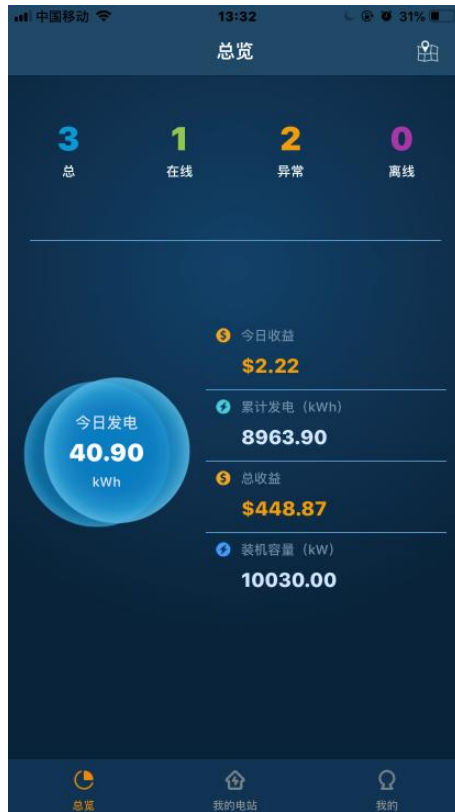 中国移动 13:32 31%
总览
3 1 2 0
总 在线 异常 离线
今日收益
$2.22
累计发电（kWh）
8963.90
总收益
$448.87
装机容量（kW）
10030.00
今日发电
40.90
kWh
总览 我的电站 我的